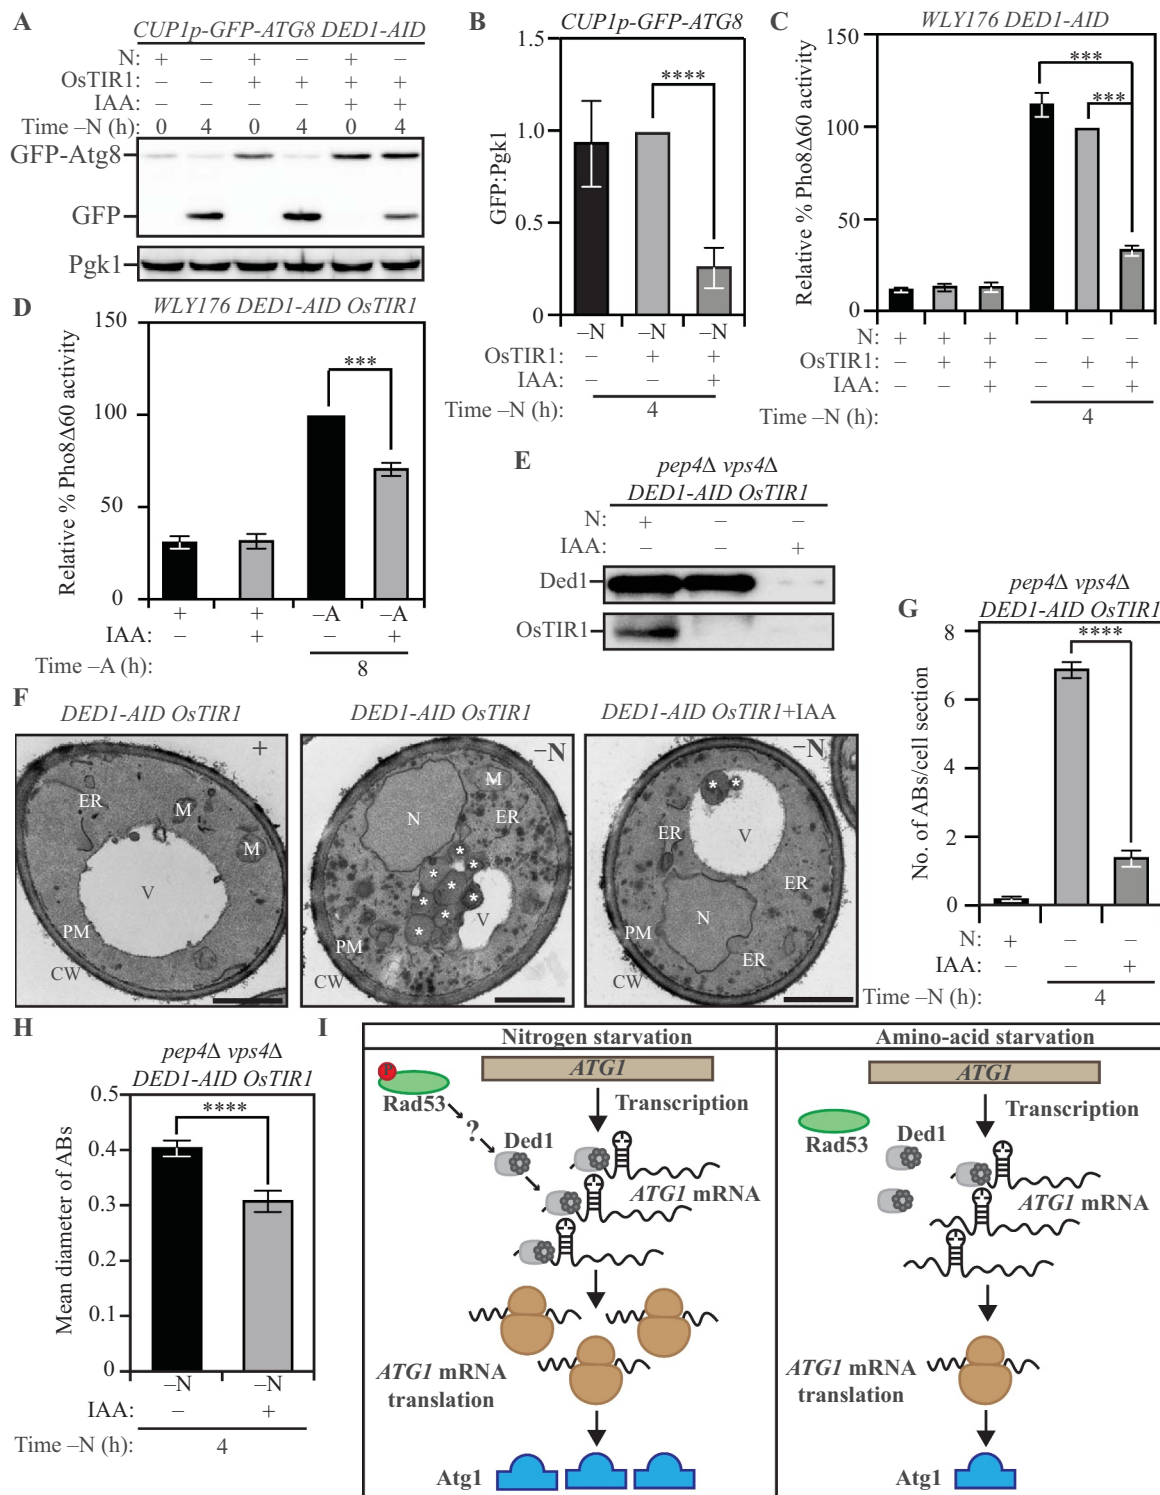 A
CUP1p-GFP-ATG8 DED1-AID
N: + – + – + –
OsTIR1: – – + + + +
IAA: – – – – + +
Time –N (h): 0 4 0 4 0 4
GFP-Atg8
GFP
Pgk1
B
CUP1p-GFP-ATG8
****
GFP:Pgk1
1.5
1.0
0.5
0
–N –N –N
OsTIR1: – + +
IAA: – – +
Time –N (h): 4
C
WLY176 DED1-AID
***
***
Relative % Pho8Δ60 activity
150
100
50
0
N: + + + – – –
OsTIR1: – + + – + +
IAA: – – + – – +
Time –N (h): 4
D
WLY176 DED1-AID OsTIR1
***
Relative % Pho8Δ60 activity
150
100
50
0
+ + –A –A
IAA: – + – +
Time –A (h): 8
E
pep4Δ vps4Δ
DED1-AID OsTIR1
N: + – –
IAA: – – +
Ded1
OsTIR1
F
DED1-AID OsTIR1
+
ER
M
M
V
PM
CW
DED1-AID OsTIR1
–N
M
N
ER
*
* *
* * *
* *
V
PM
CW
DED1-AID OsTIR1+IAA
–N
* *
V
ER
ER
N
PM
ER
CW
G
pep4Δ vps4Δ
DED1-AID OsTIR1
****
No. of ABs/cell section
8
6
4
2
0
N: + – –
IAA: – – +
Time –N (h): 4
H
pep4Δ vps4Δ
DED1-AID OsTIR1
****
Mean diameter of ABs
0.5
0.4
0.3
0.2
0.1
0
–N –N
IAA: – +
Time –N (h): 4
I
Nitrogen starvation
P
Rad53
ATG1
Transcription
?
Ded1
ATG1 mRNA
ATG1 mRNA
translation
Atg1
Amino-acid starvation
ATG1
Transcription
Rad53
Ded1
ATG1 mRNA
ATG1 mRNA
translation
Atg1